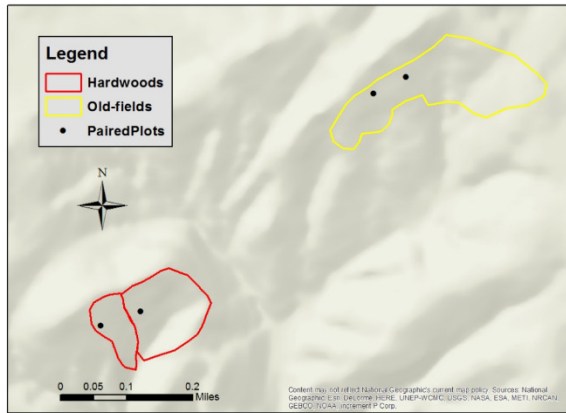 Legend
Hardwoods
Old-fields
PairedPlots
N
0 0.05 0.1 0.2
Miles
Content may not reflect National Geographic's current map policy. Sources: National
Geographic, Esri, DeLorme, HERE, UNEP-WCMC, USGS, NASA, ESA, METI, NRCAN,
GEBCO, NOAA, increment P Corp.